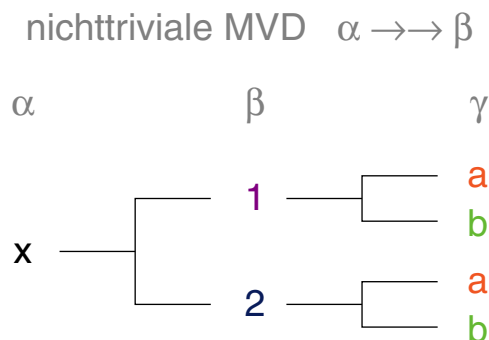 nichttriviale MVD α →→ β
α β γ
a
1
b
x
a
2
b